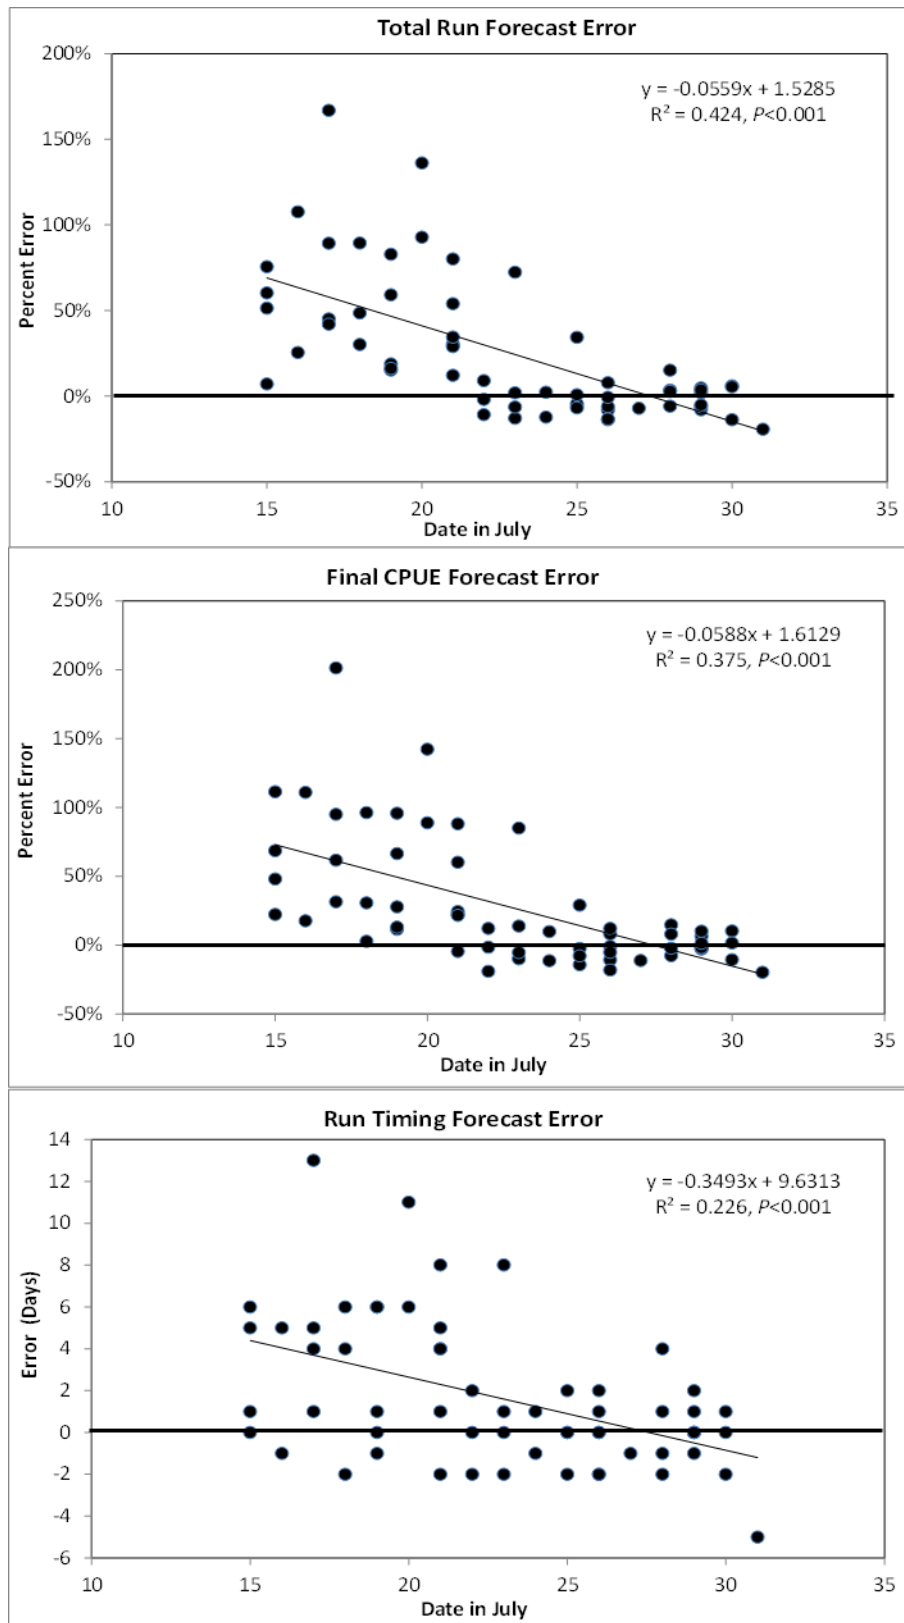 Total Run Forecast Error
200%
y = -0.0559x + 1.5285
R² = 0.424, P<0.001
150%
100%
Percent Error
50%
0%
-50%
10 15 20 25 30 35
Date in July
Final CPUE Forecast Error
250%
y = -0.0588x + 1.6129
R² = 0.375, P<0.001
200%
150%
Percent Error
100%
50%
0%
-50%
10 15 20 25 30 35
Date in July
Run Timing Forecast Error
14
y = -0.3493x + 9.6313
R² = 0.226, P<0.001
12
10
8
6
Error (Days)
4
2
0
-2
-4
-6
10 15 20 25 30 35
Date in July